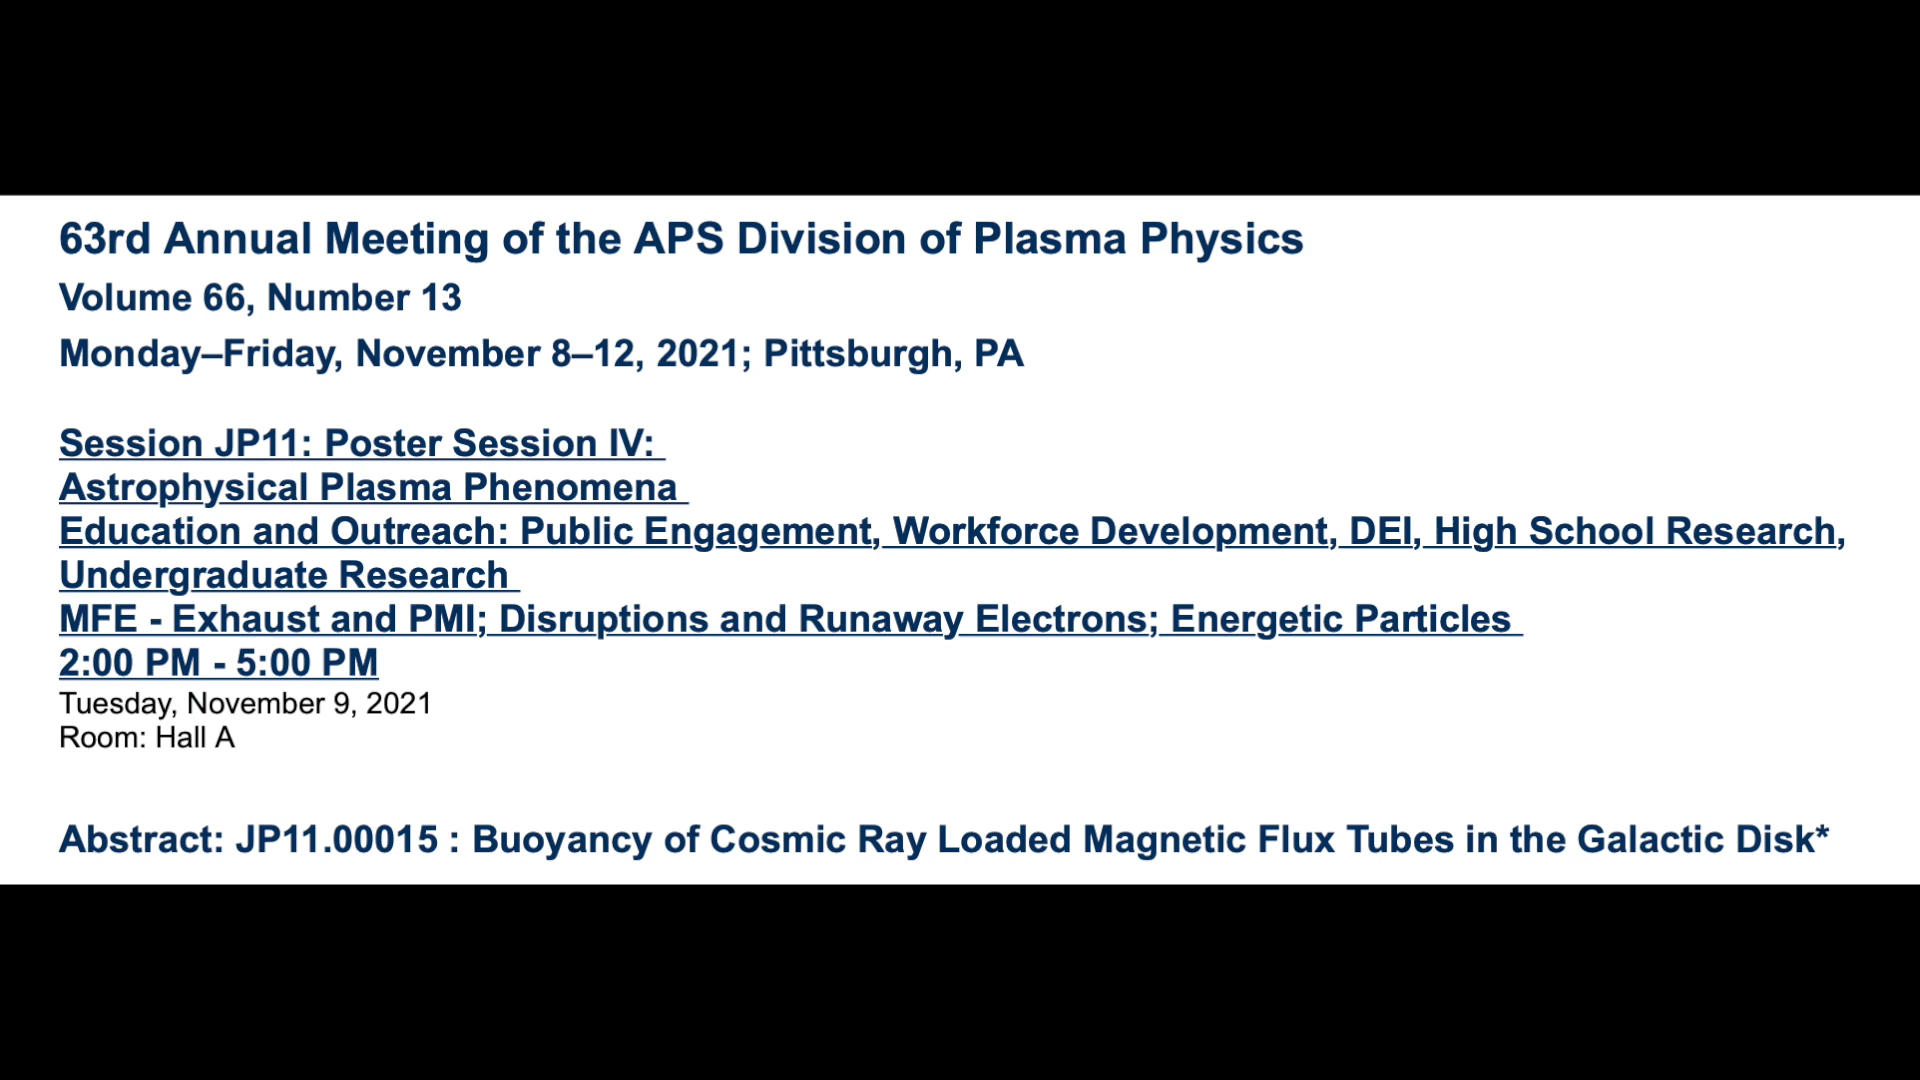 63rd Annual Meeting of the APS Division of Plasma Physics
Volume 66, Number 13
Monday–Friday, November 8–12, 2021; Pittsburgh, PA
Session JP11: Poster Session IV:
Astrophysical Plasma Phenomena
Education and Outreach: Public Engagement, Workforce Development, DEI, High School Research,
Undergraduate Research
MFE - Exhaust and PMI; Disruptions and Runaway Electrons; Energetic Particles
2:00 PM - 5:00 PM
Tuesday, November 9, 2021
Room: Hall A
Abstract: JP11.00015 : Buoyancy of Cosmic Ray Loaded Magnetic Flux Tubes in the Galactic Disk*